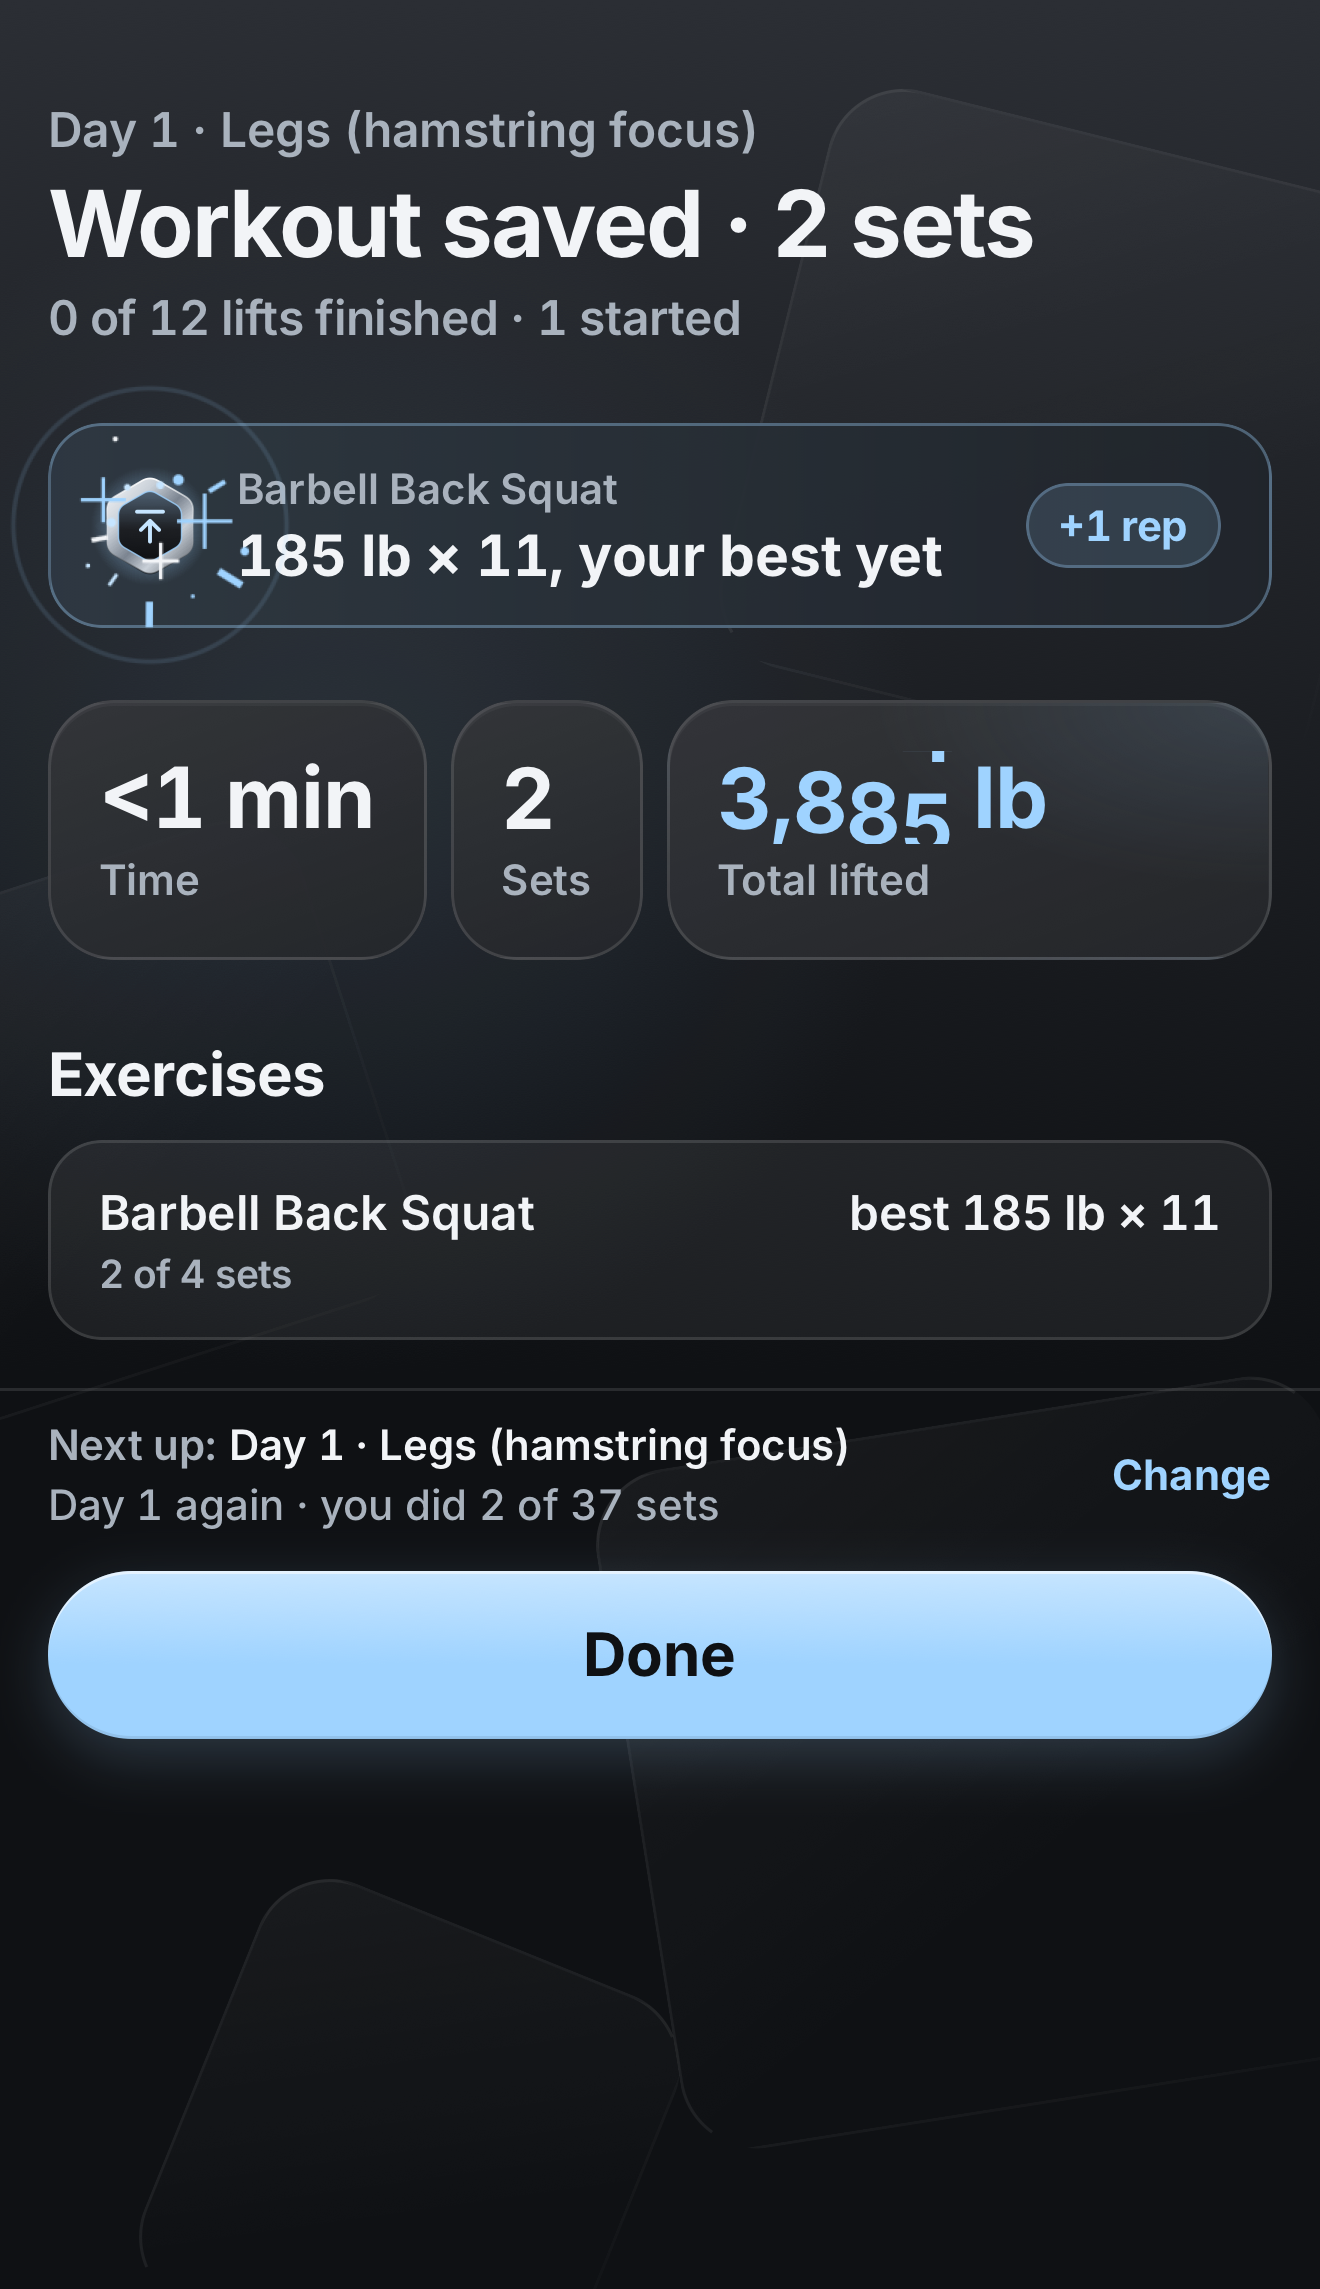 Day 1 · Legs (hamstring focus)
Workout saved · 2 sets
0 of 12 lifts finished · 1 started
Barbell Back Squat
185 lb × 11, your best yet
+1 rep
<1 min
Time
2
Sets
3,885 lb
Total lifted
Exercises
Barbell Back Squat
best 185 lb × 11
2 of 4 sets
Next up: Day 1 · Legs (hamstring focus)
Day 1 again · you did 2 of 37 sets
Change
Done